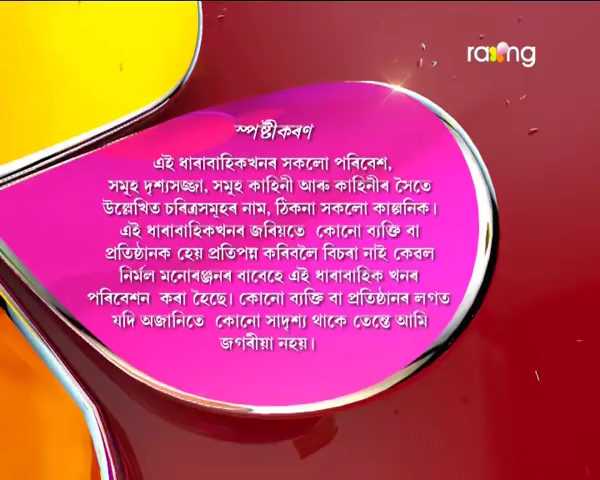 rang
স্পষ্টীকৰণ
এই ধাৰাবাহিকখনৰ সকলো পৰিবেশ,
সমূহ দৃশ্যসজ্জা, সমূহ কাহিনী আৰু কাহিনীৰ সৈতে
উল্লেখিত চৰিত্ৰসমূহৰ নাম, ঠিকনা সকলো কাল্পনিক।
এই ধাৰাবাহিকখনৰ জৰিয়তে কোনো ব্যক্তি বা
প্ৰতিষ্ঠানক হেয় প্ৰতিপন্ন কৰিবলৈ বিচৰা নাই কেৱল
নিৰ্মল মনোৰঞ্জনৰ বাবেহে এই ধাৰাবাহিক খনৰ
পৰিবেশন কৰা হৈছে। কোনো ব্যক্তি বা প্ৰতিষ্ঠানৰ লগত
যদি অজানিতে কোনো সাদৃশ্য থাকে তেন্তে আমি
জগৰীয়া নহয়।